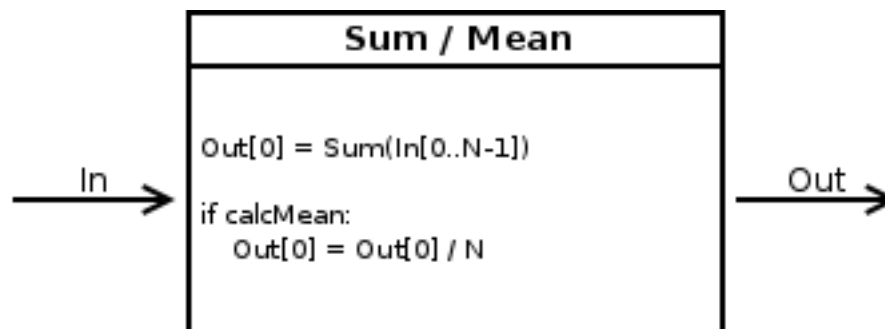 Sum / Mean
Out[0] = Sum(In[0..N-1])
In
Out
if calcMean:
Out[0] = Out[0] / N